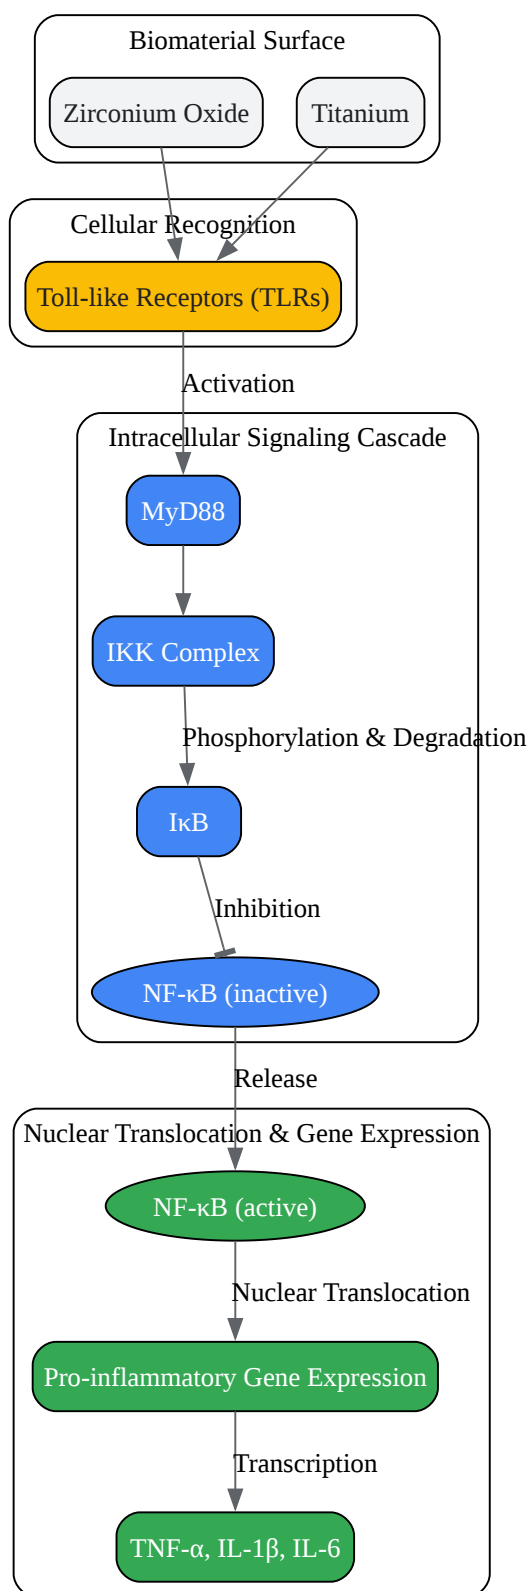 Biomaterial Surface
Zirconium Oxide
Titanium
Cellular Recognition
Toll-like Receptors (TLRs)
Activation
Intracellular Signaling Cascade
MyD88
IKK Complex
Phosphorylation & Degradation
IκB
Inhibition
NF-κB (inactive)
Release
Nuclear Translocation & Gene Expression
NF-κB (active)
Nuclear Translocation
Pro-inflammatory Gene Expression
Transcription
TNF-α, IL-1β, IL-6